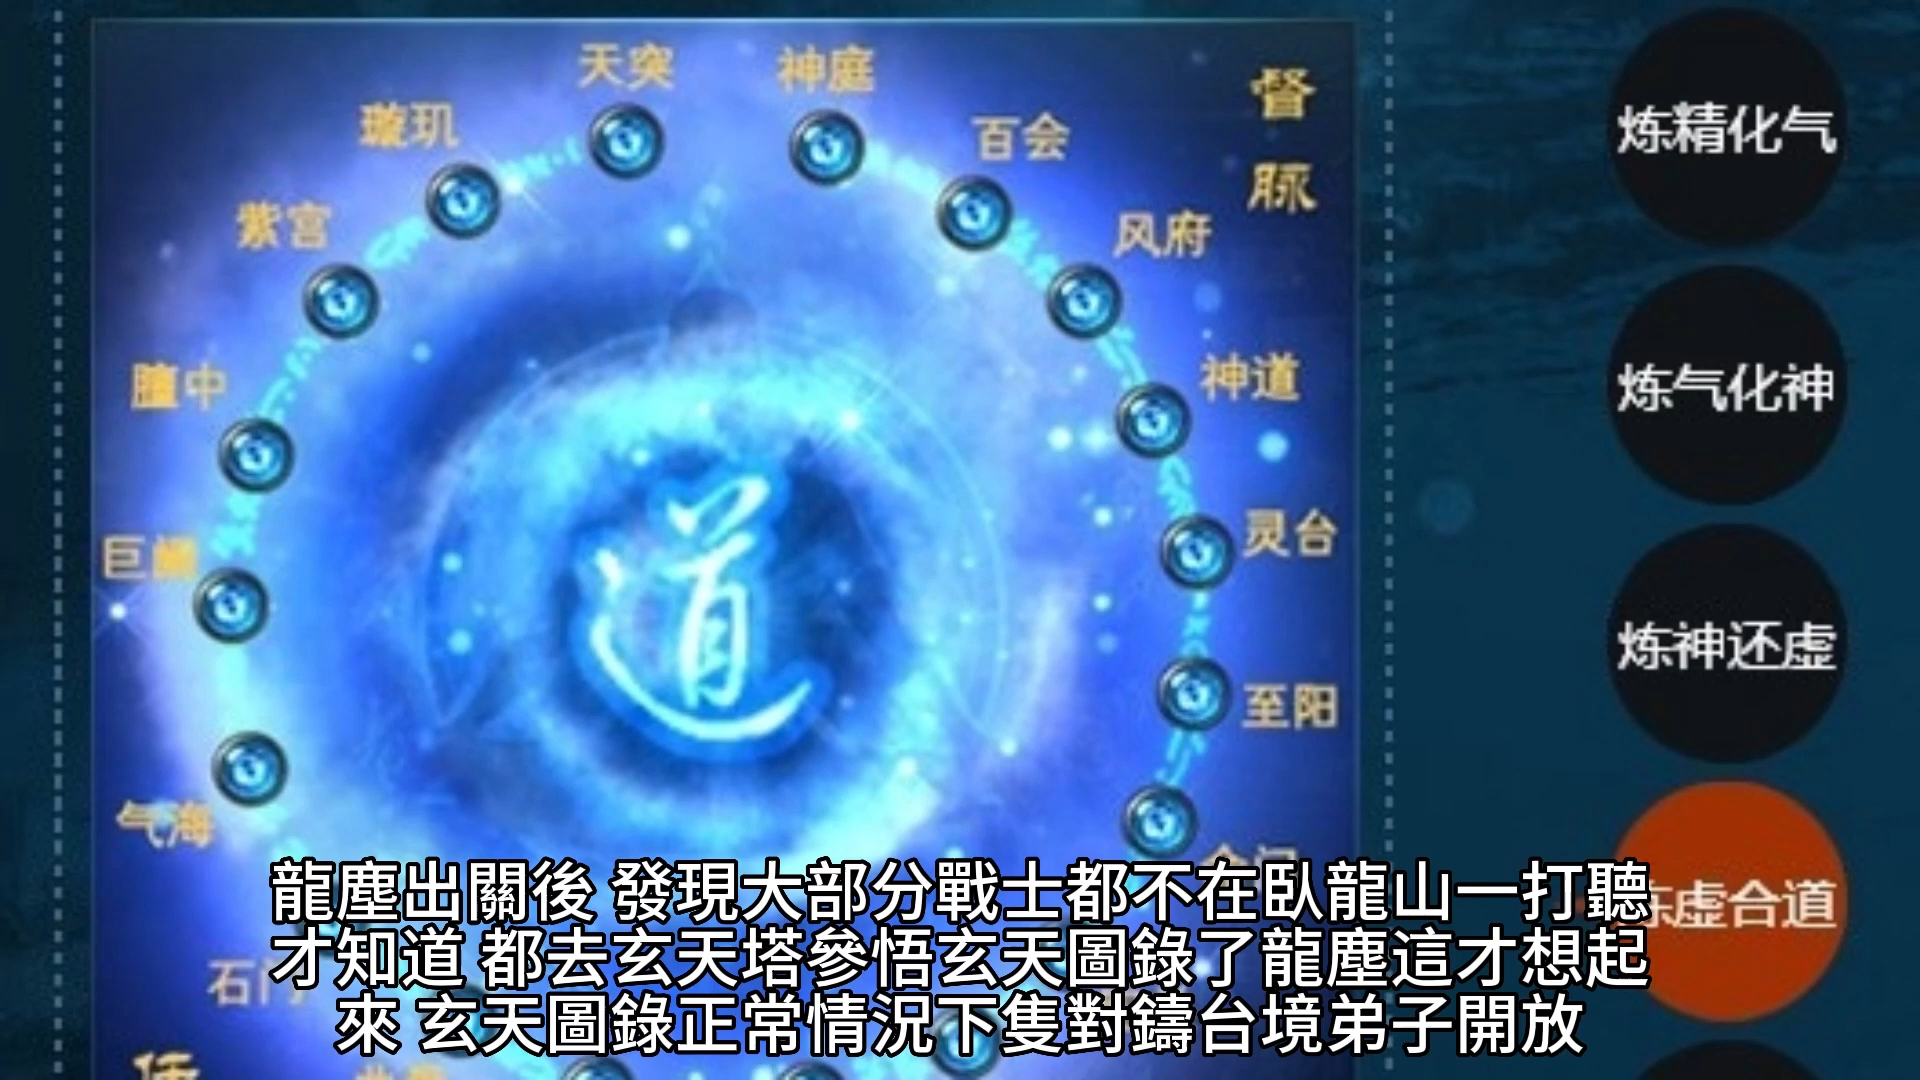 天突
神庭
璇玑
百会
督脉
紫宫
风府
膻中
神道
巨阙
灵台
至阳
气海
石门
炼精化气
炼气化神
炼神还虚
炼虚合道
龍塵出關後 發現大部分戰士都不在臥龍山一打聽
才知道 都去玄天塔參悟玄天圖錄了龍塵這才想起
來 玄天圖錄正常情況下隻對鑄台境弟子開放